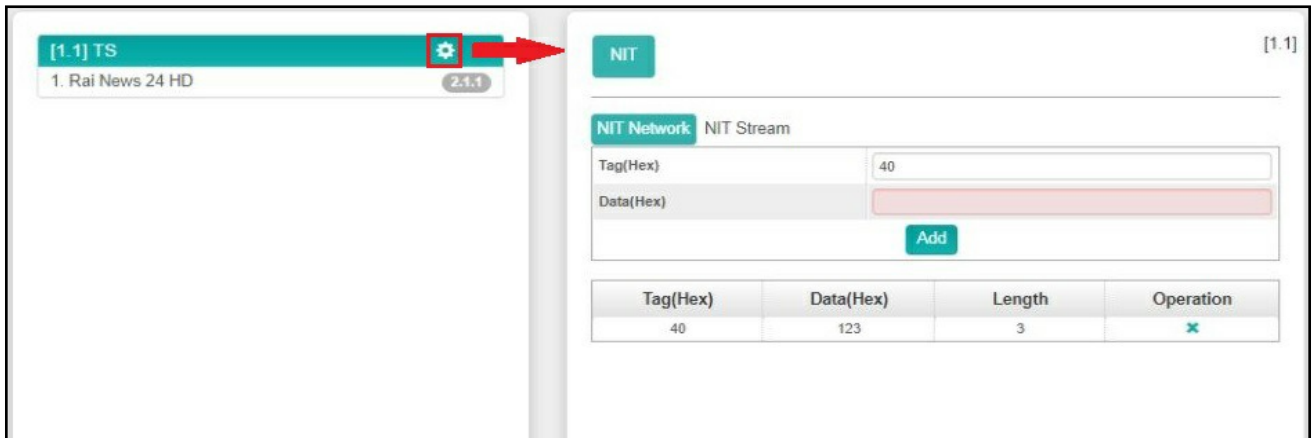 [1.1] TS
1. Rai News 24 HD 2.1.1
NIT [1.1]
NIT Network NIT Stream
Tag(Hex) 40
Data(Hex)
Add
Tag(Hex) Data(Hex) Length Operation
40 123 3